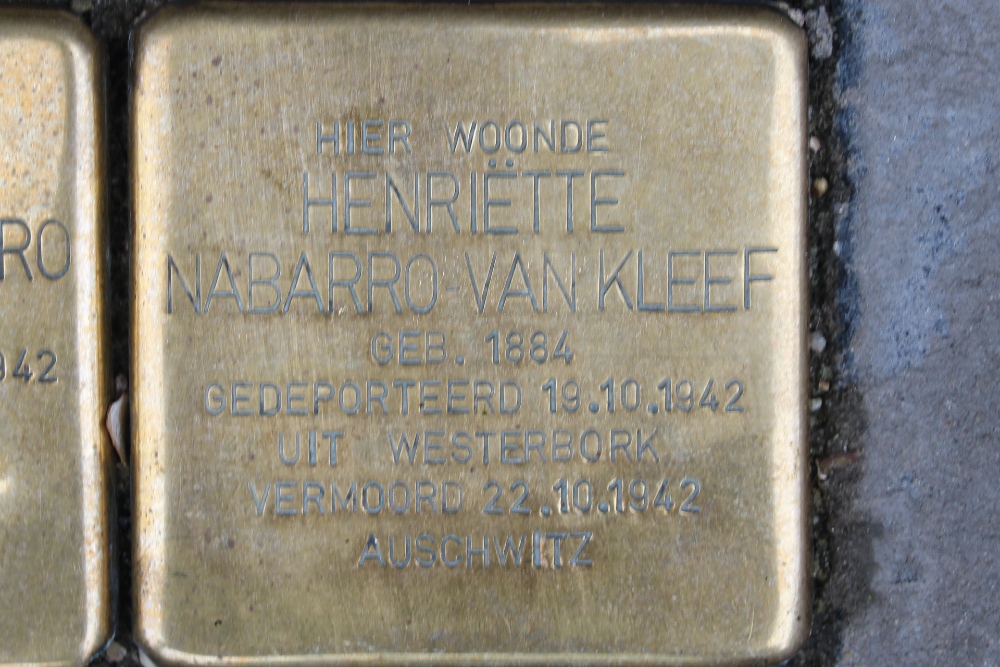 HIER WOONDE
HENRIËTTE
NABARRO-VAN KLEEF
GEB. 1884
GEDEPORTEERD 19.10.1942
UIT WESTERBORK
VERMOORD 22.10.1942
AUSCHWITZ